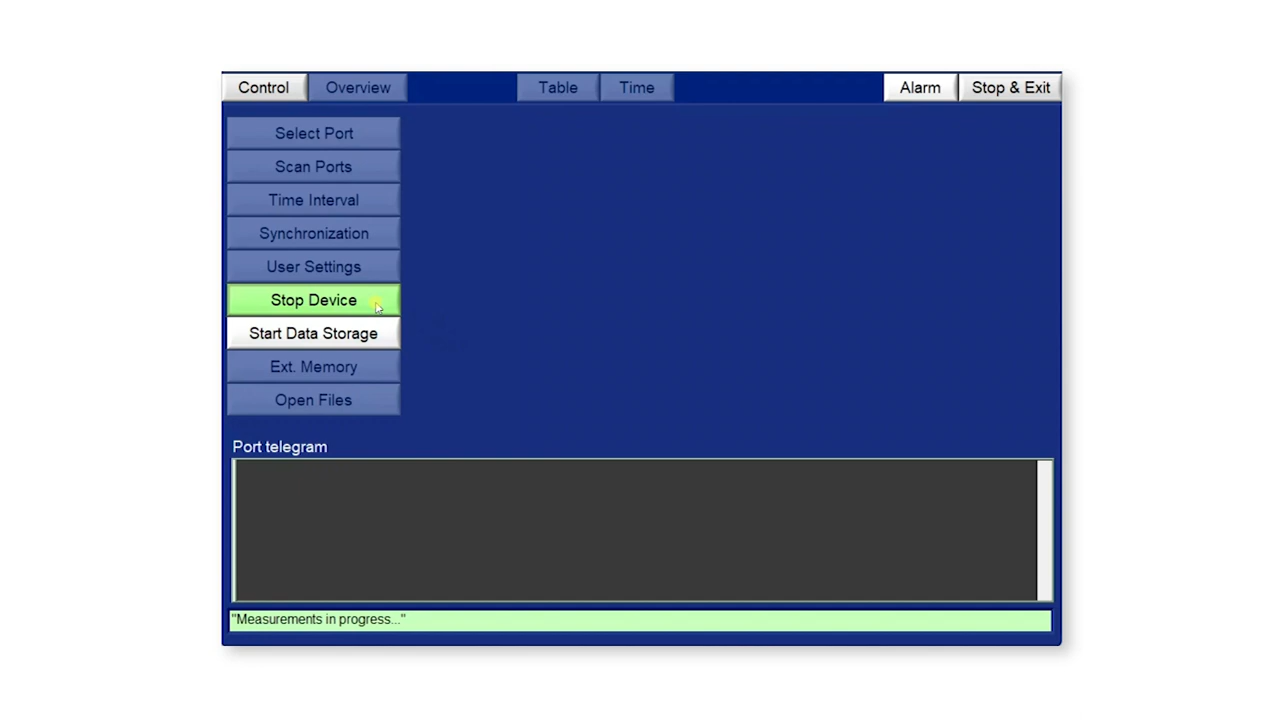 Control Overview Table Time Alarm Stop & Exit
Select Port
Scan Ports
Time Interval
Synchronization
User Settings
Stop Device
Start Data Storage
Ext. Memory
Open Files
Port telegram
"Measurements in progress..."